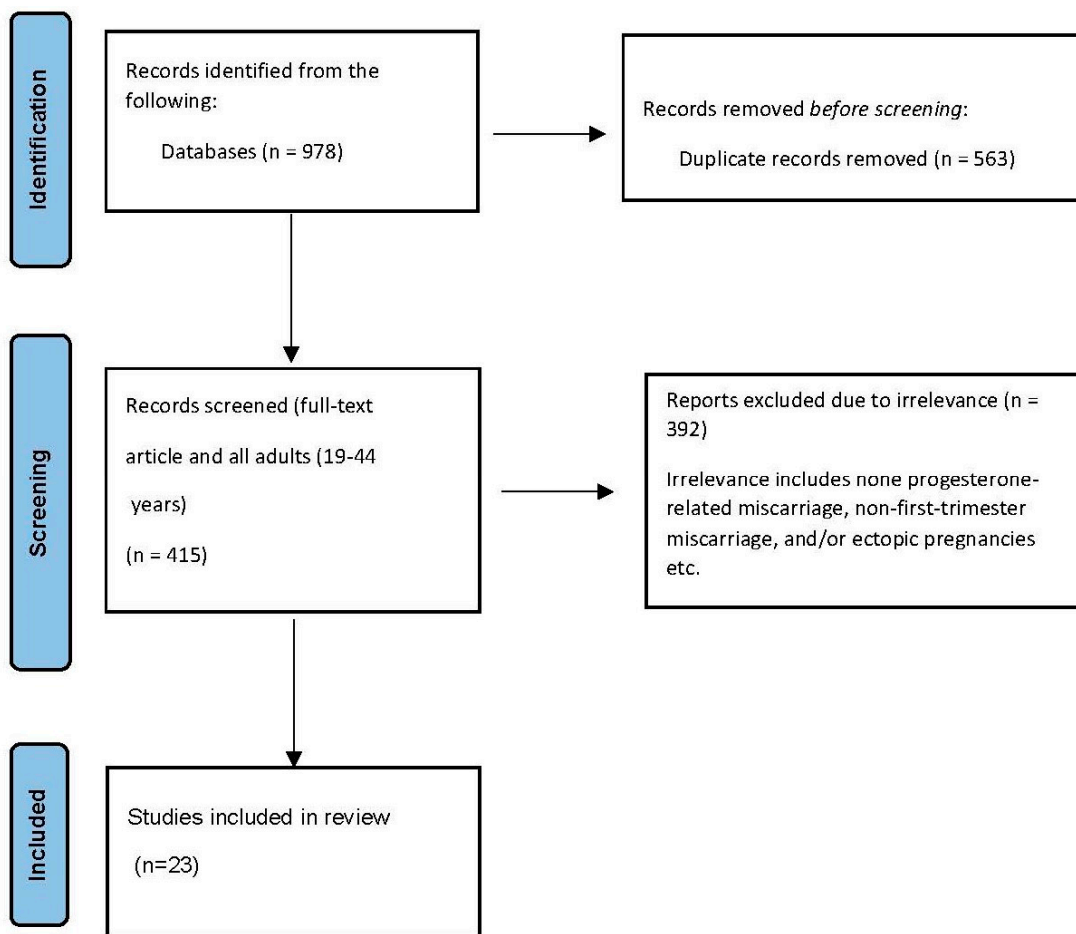 Identification
Records identified from the
following:
Databases (n = 978)
Records removed before screening:
Duplicate records removed (n = 563)
Screening
Records screened (full-text
article and all adults (19-44
years)
(n = 415)
Reports excluded due to irrelevance (n =
392)
Irrelevance includes none progesterone-
related miscarriage, non-first-trimester
miscarriage, and/or ectopic pregnancies
etc.
Included
Studies included in review
(n=23)